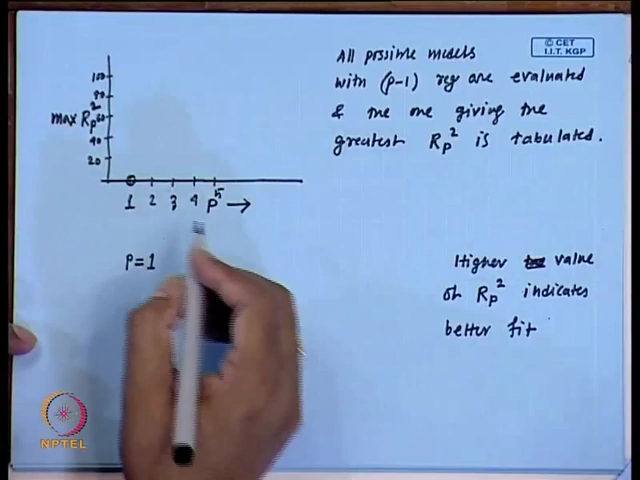 All possible models
© CET
I.I.T. KGP
with (p-1) reg are evaluated
& the one giving the
greatest Rp² is tabulated.
100
80
max Rp² 60
40
20
1 2 3 4 5
p →
P=1
Higher value
of Rp² indicates
better fit
NPTEL